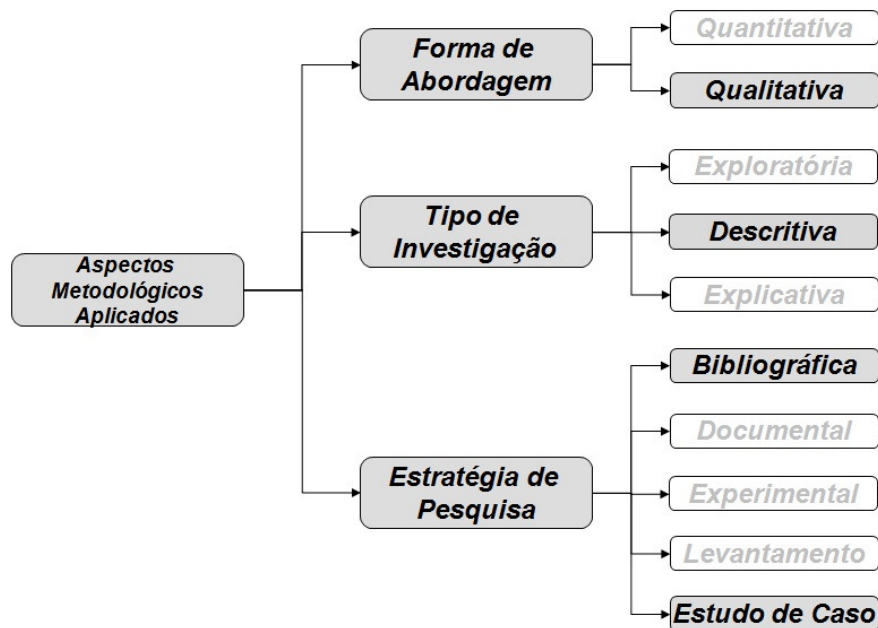 Aspectos
Metodológicos
Aplicados
Forma de
Abordagem
Quantitativa
Qualitativa
Tipo de
Investigação
Exploratória
Descritiva
Explicativa
Estratégia de
Pesquisa
Bibliográfica
Documental
Experimental
Levantamento
Estudo de Caso